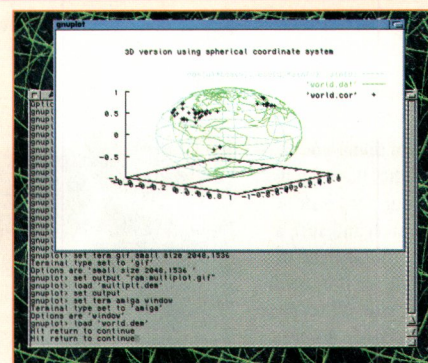 gnuplot
3D version using spherical coordinate system
'world.dat'
'world.cor' +
1
0.5
0
-0.5
-1
gnuplot> set term gif small size 2048,1536
Terminal type set to 'gif'
Options are 'small size 2048,1536 '
gnuplot> set output "ram:multiplot.gif"
gnuplot> load 'multiplt.dem'
gnuplot> set output
gnuplot> set term amiga window
Terminal type set to 'amiga'
Options are 'window'
gnuplot> load 'world.dem'
Hit return to continue
Hit return to continue